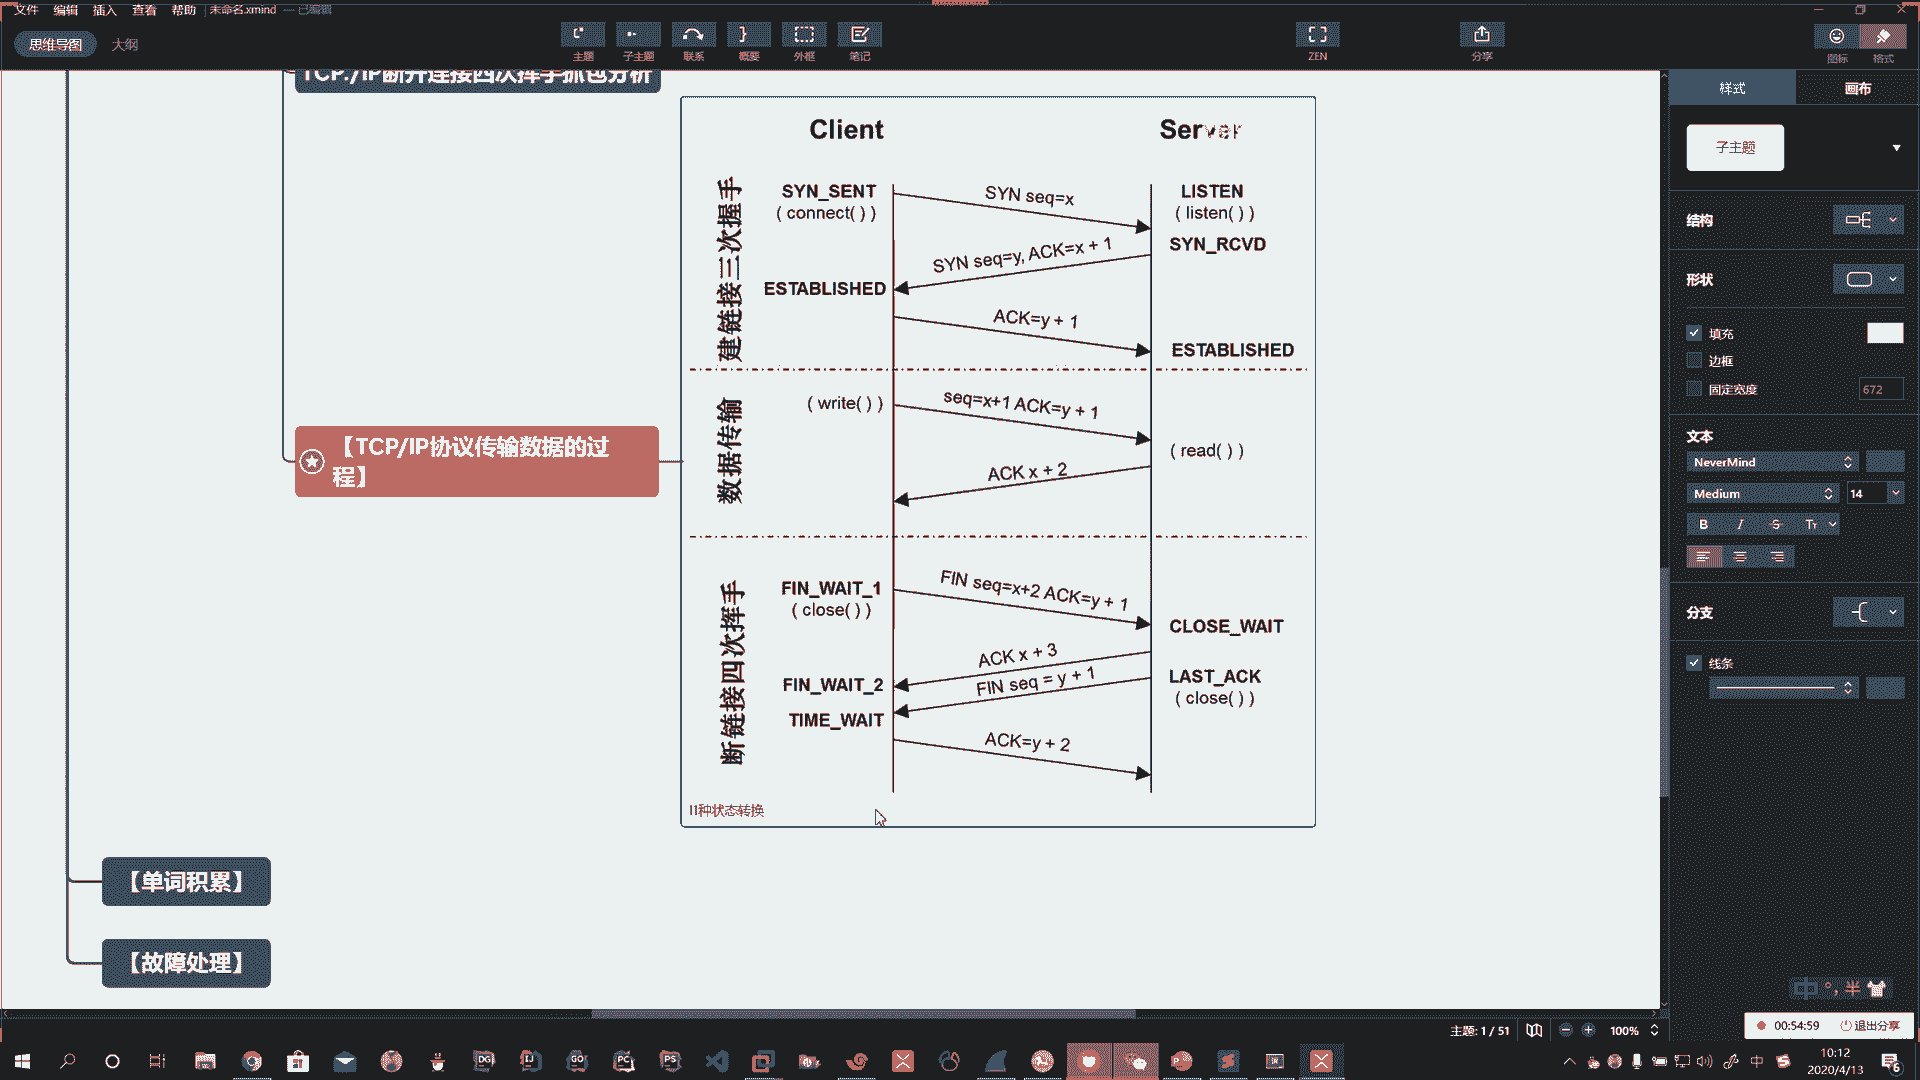 文件 编辑 插入 查看 帮助 未命名.xmind — 已编辑
思维导图 大纲
主题 子主题 联系 概要 外框 笔记 ZEN 分享 图标 格式
样式 画布
TCP./IP断开连接四次挥手抓包分析
Client Server
子主题
建链接三次握手
SYN_SENT
( connect( ) )
SYN seq=x
LISTEN
( listen( ) )
SYN_RCVD
SYN seq=y, ACK=x + 1
ESTABLISHED
ACK=y + 1
ESTABLISHED
数据传输
( write( ) )
seq=x+1 ACK=y + 1
( read( ) )
ACK x + 2
【TCP/IP协议传输数据的过
程】
断链接四次挥手
FIN_WAIT_1
( close( ) )
FIN seq=x+2 ACK=y + 1
CLOSE_WAIT
ACK x + 3
FIN_WAIT_2
FIN seq = y + 1
LAST_ACK
( close( ) )
TIME_WAIT
ACK=y + 2
11种状态转换
【单词积累】
【故障处理】
结构
形状
填充
边框
固定宽度 672
文本
NeverMind
Medium 14
B I S Tт
分支
线条
中 °, 半
主题: 1 / 51 100%
00:54:59 退出分享
DG IJ GO PC PS
中
10:12
2020/4/13
6